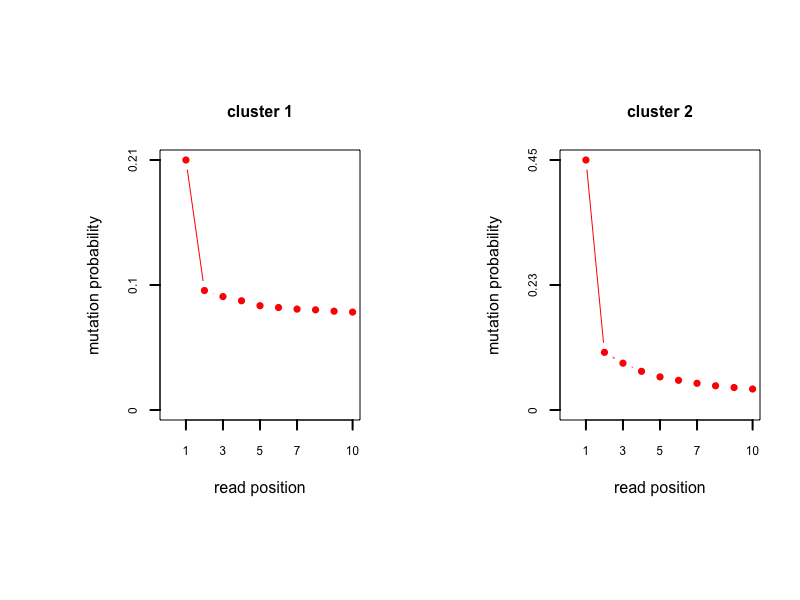 cluster 1
mutation probability
0.21
0.1
0
1 3 5 7 10
read position
cluster 2
mutation probability
0.45
0.23
0
1 3 5 7 10
read position